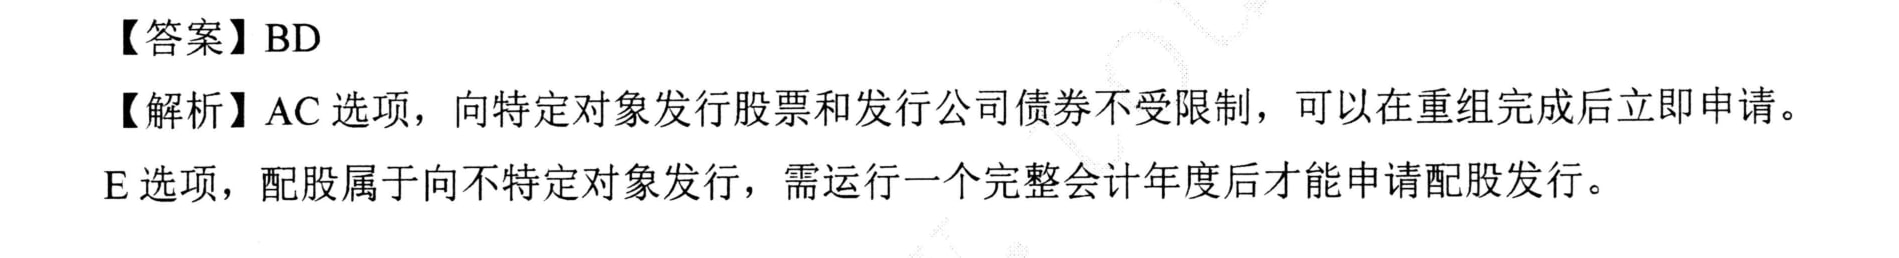 【答案】BD
【解析】AC 选项，向特定对象发行股票和发行公司债券不受限制，可以在重组完成后立即申请。
E 选项，配股属于向不特定对象发行，需运行一个完整会计年度后才能申请配股发行。